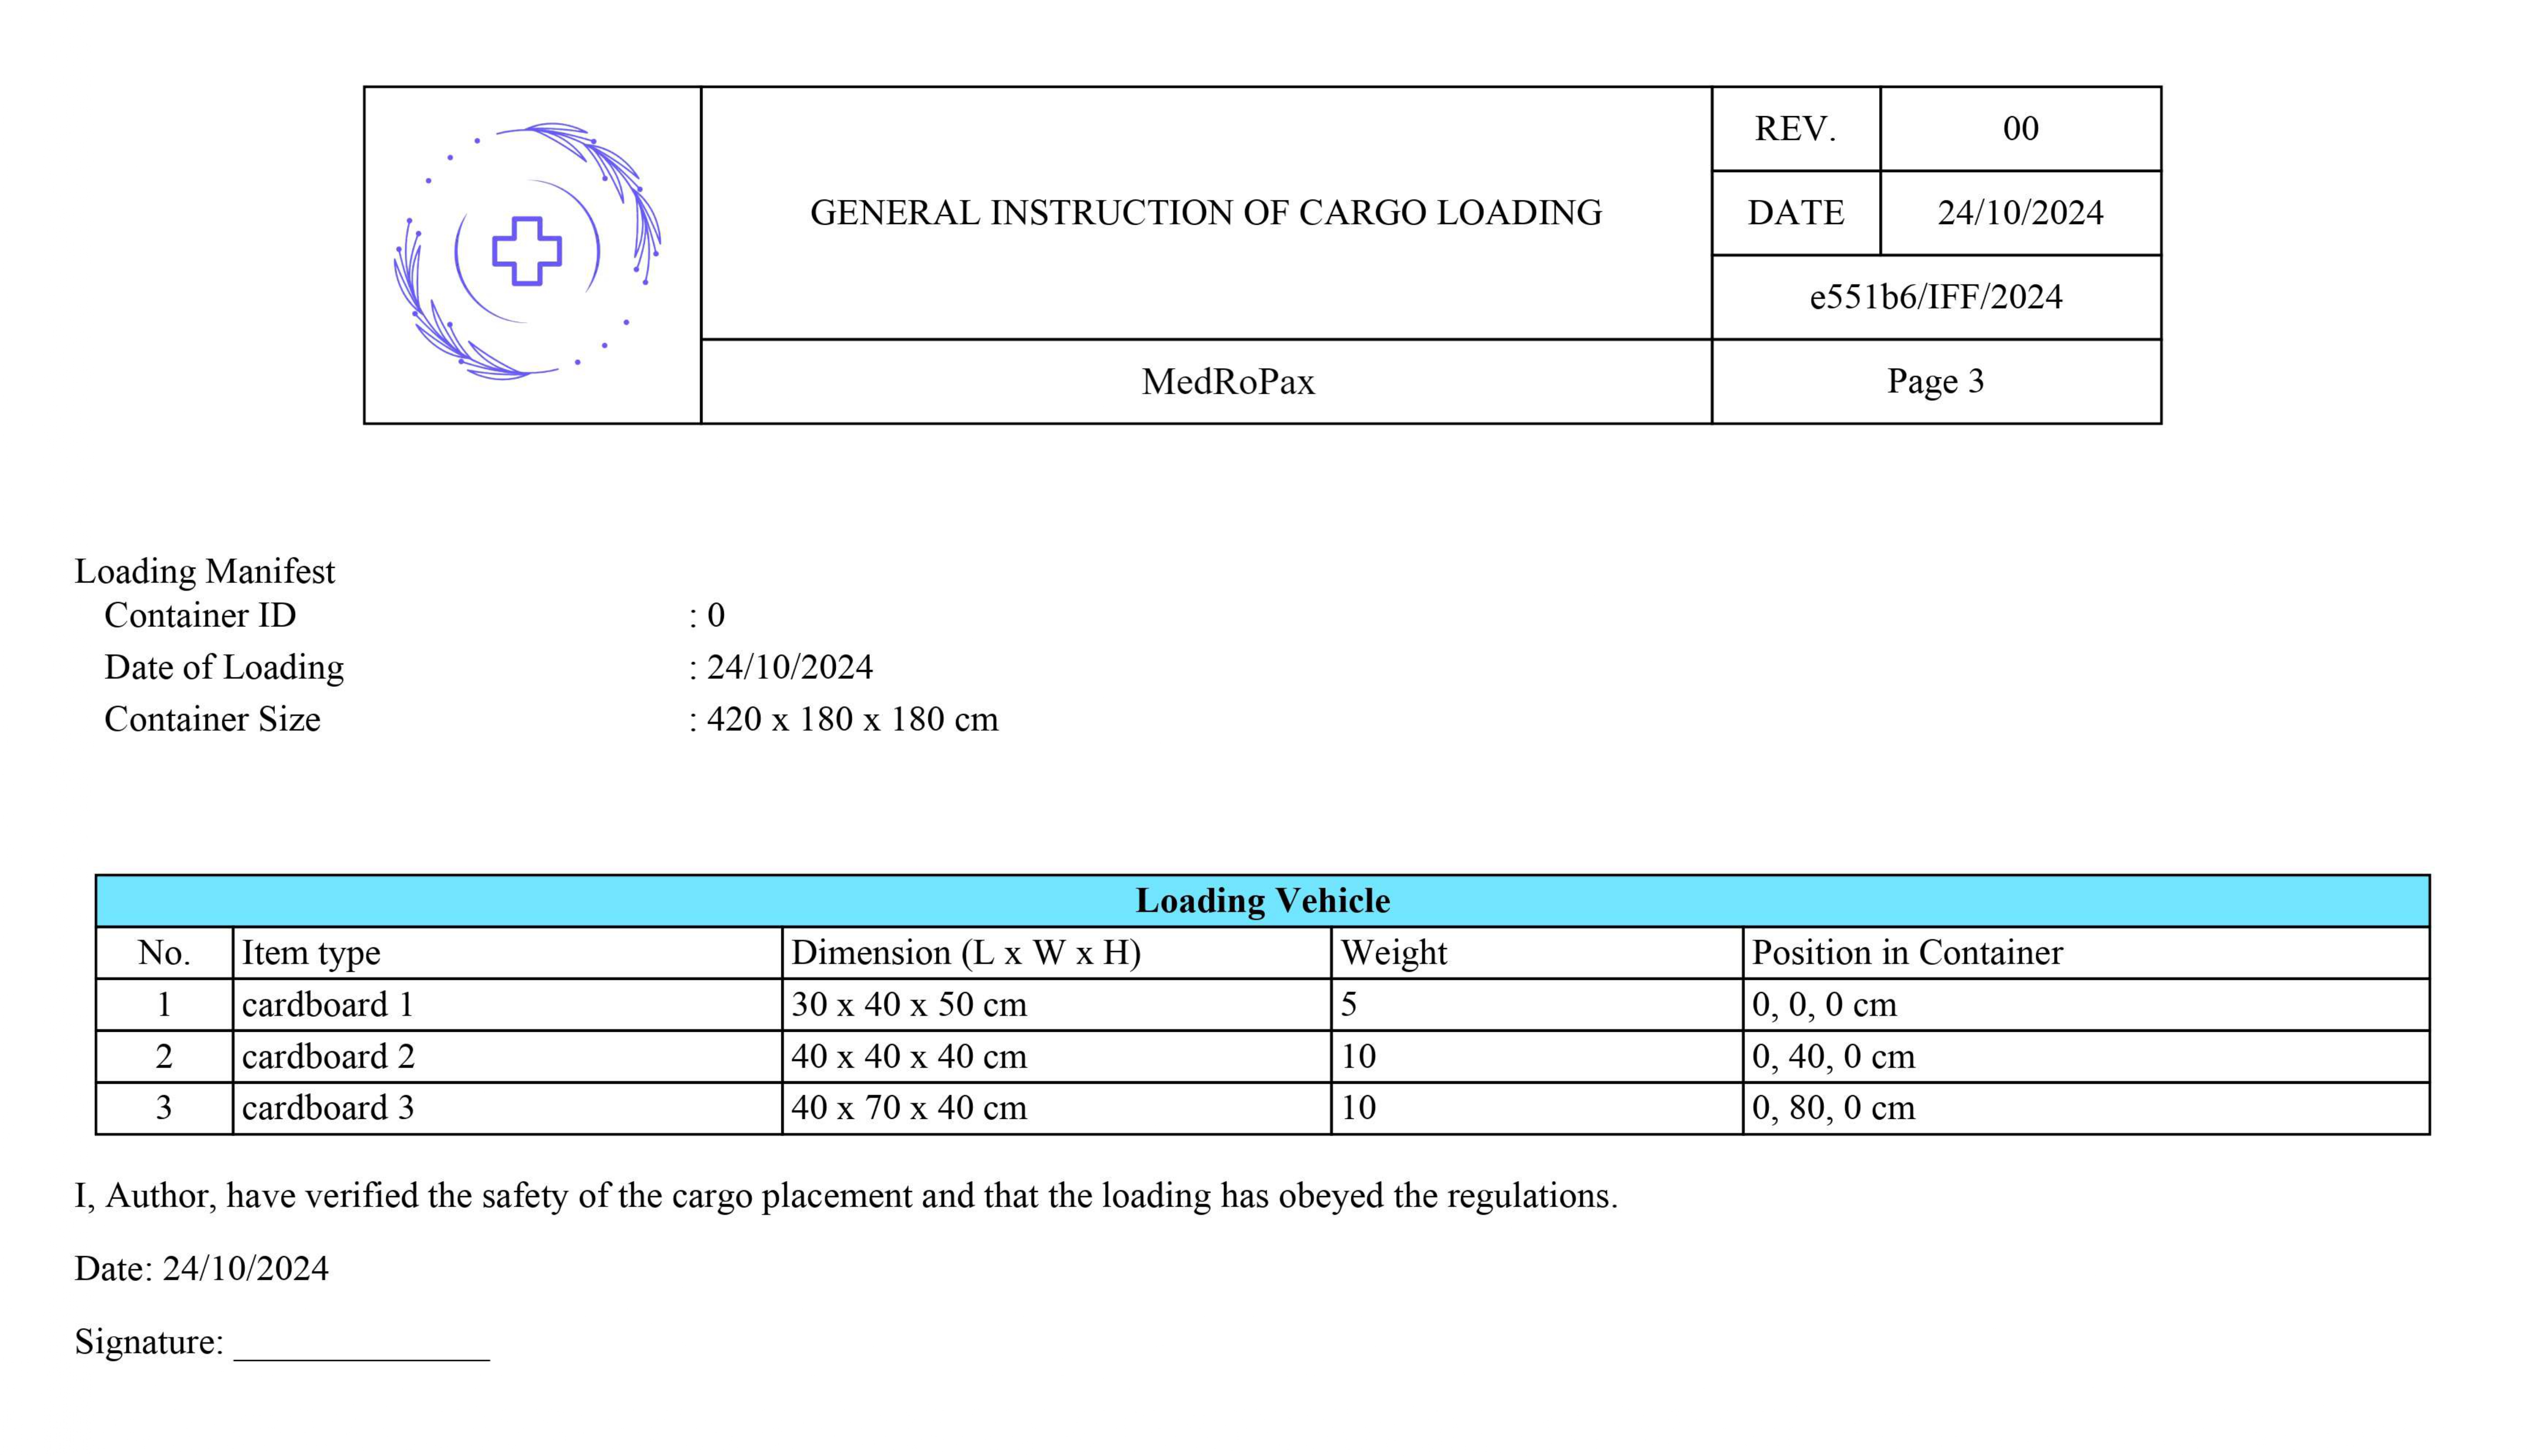 GENERAL INSTRUCTION OF CARGO LOADING
REV. 00
DATE 24/10/2024
e551b6/IFF/2024
MedRoPax
Page 3
Loading Manifest
Container ID : 0
Date of Loading : 24/10/2024
Container Size : 420 x 180 x 180 cm
Loading Vehicle
No. Item type Dimension (L x W x H) Weight Position in Container
1 cardboard 1 30 x 40 x 50 cm 5 0, 0, 0 cm
2 cardboard 2 40 x 40 x 40 cm 10 0, 40, 0 cm
3 cardboard 3 40 x 70 x 40 cm 10 0, 80, 0 cm
I, Author, have verified the safety of the cargo placement and that the loading has obeyed the regulations.
Date: 24/10/2024
Signature: ______________